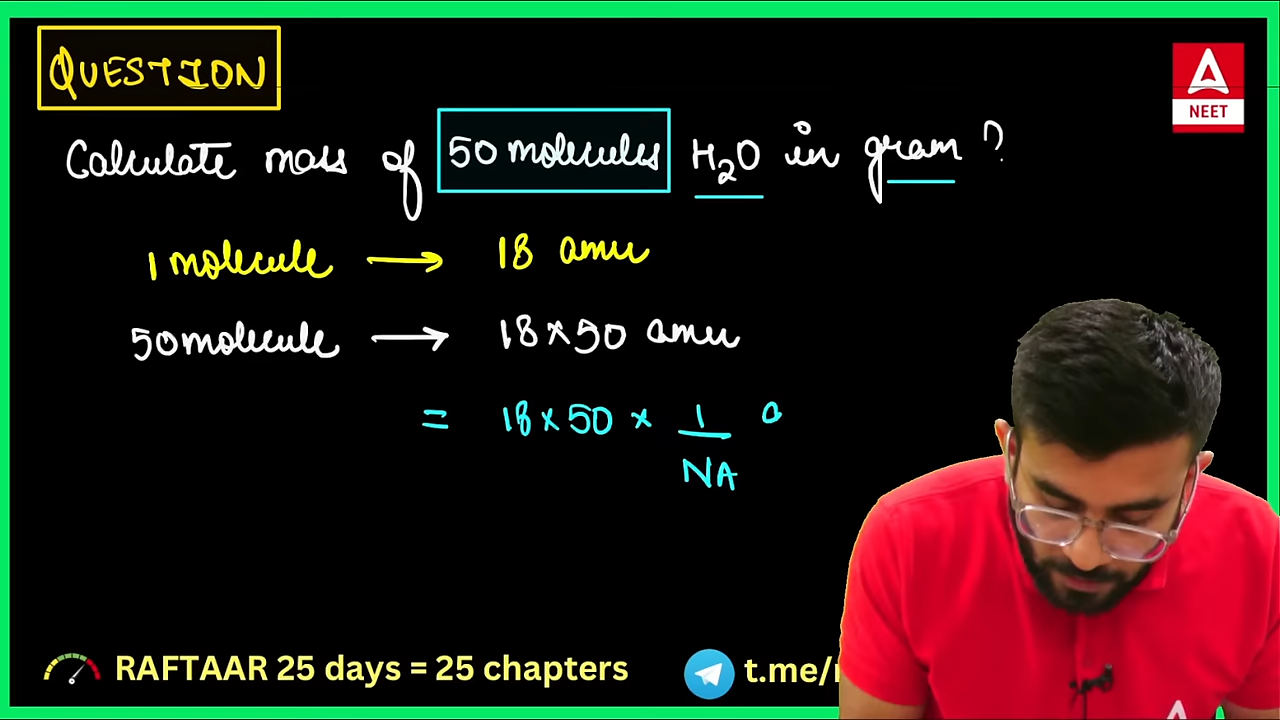 QUESTION
NEET
Calculate mass of 50 molecules H₂O in gram ?
1 molecule → 18 amu
50 molecule → 18×50 amu
= 18×50× 1/NA
RAFTAAR 25 days = 25 chapters
t.me/